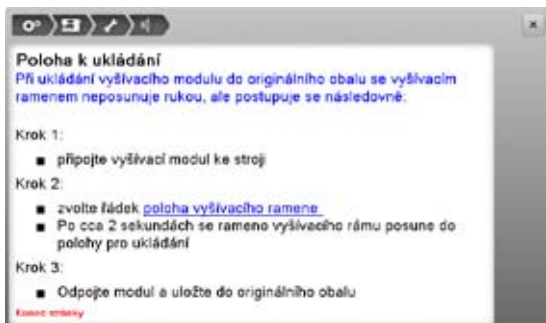 Poloha k ukládání
Při ukládání vyšívacího modulu do originálního obalu se vyšívacím
ramenem neposunuje rukou, ale postupuje se následovně:
Krok 1:
■ připojte vyšívací modul ke stroji
Krok 2:
■ zvolte řádek poloha vyšívacího ramene
■ Po cca 2 sekundách se rameno vyšívacího rámu posune do
polohy pro ukládání
Krok 3:
■ Odpojte modul a uložte do originálního obalu
Konec stránky